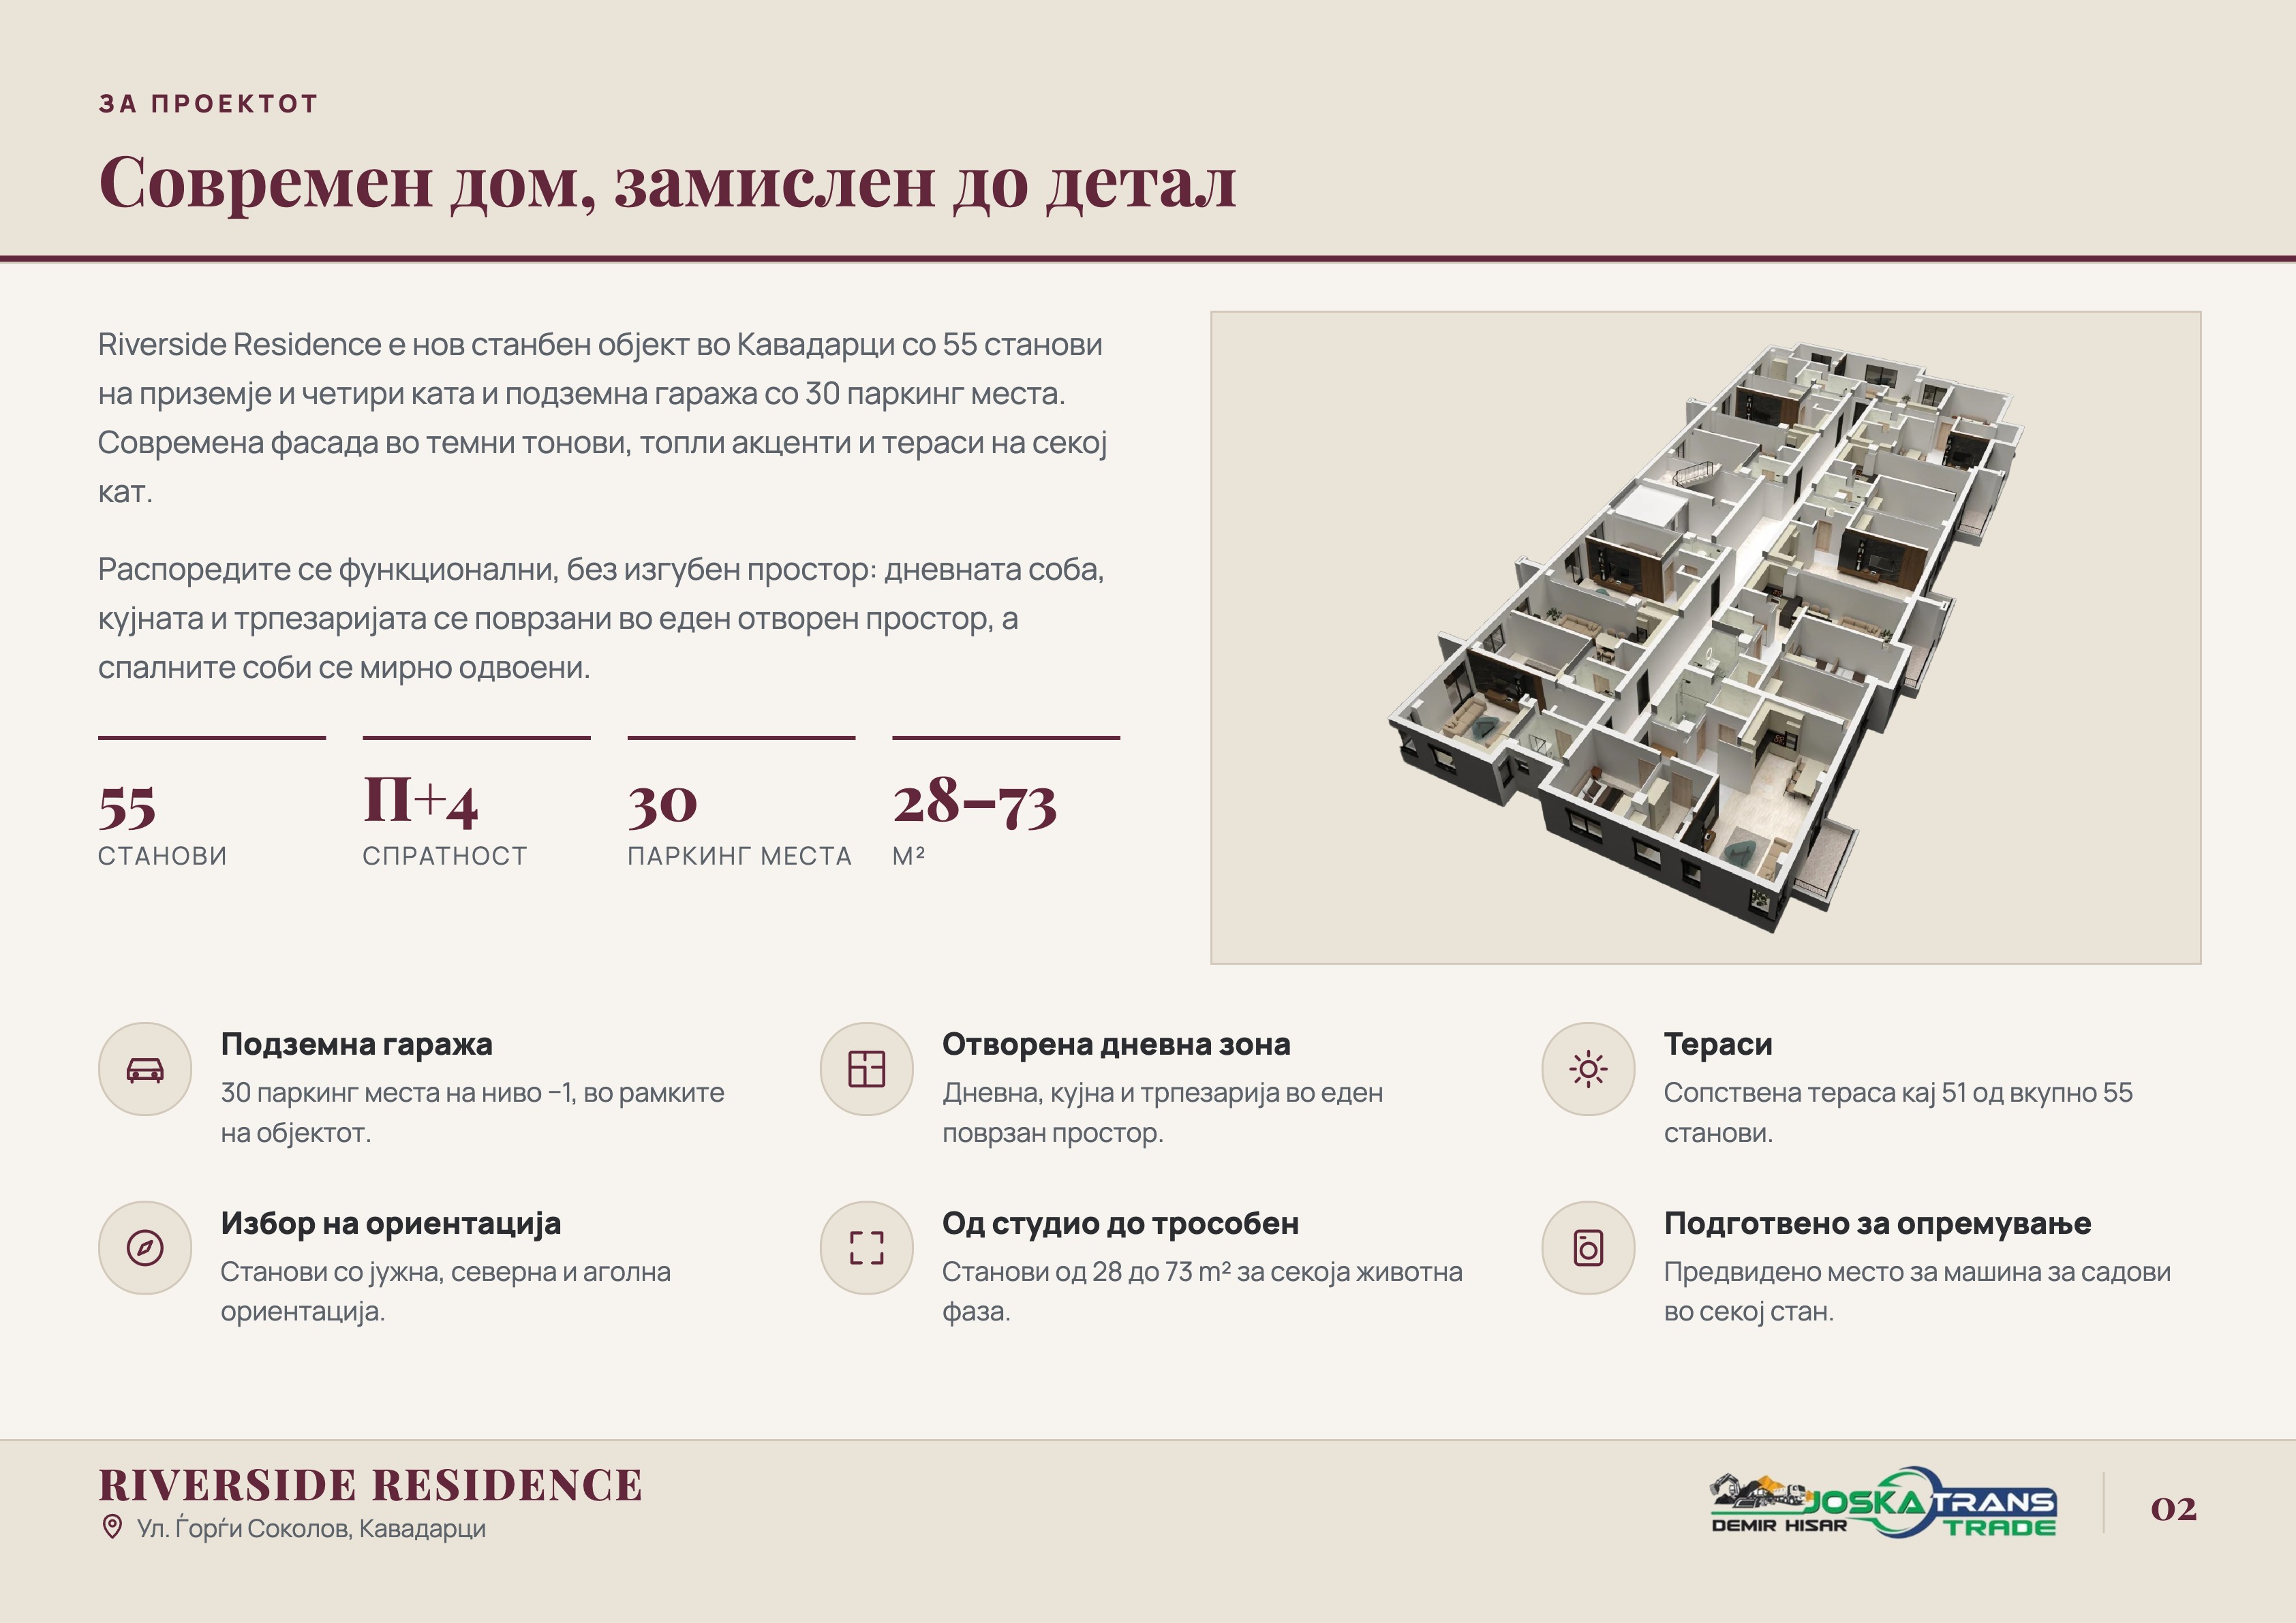 ЗА ПРОЕКТОТ
Современ дом, замислен до детал
Riverside Residence е нов станбен објект во Кавадарци со 55 станови
на приземје и четири ката и подземна гаража со 30 паркинг места.
Современа фасада во темни тонови, топли акценти и тераси на секој
кат.
Распоредите се функционални, без изгубен простор: дневната соба,
кујната и трпезаријата се поврзани во еден отворен простор, а
спалните соби се мирно одвоени.
55
СТАНОВИ
П+4
СПРАТНОСТ
30
ПАРКИНГ МЕСТА
28–73
М²
Подземна гаража
30 паркинг места на ниво −1, во рамките
на објектот.
Отворена дневна зона
Дневна, кујна и трпезарија во еден
поврзан простор.
Тераси
Сопствена тераса кај 51 од вкупно 55
станови.
Избор на ориентација
Станови со јужна, северна и аголна
ориентација.
Од студио до трособен
Станови од 28 до 73 m² за секоја животна
фаза.
Подготвено за опремување
Предвидено место за машина за садови
во секој стан.
RIVERSIDE RESIDENCE
Ул. Ѓорѓи Соколов, Кавадарци
JOSKA TRANS
DEMIR HISAR TRADE
02